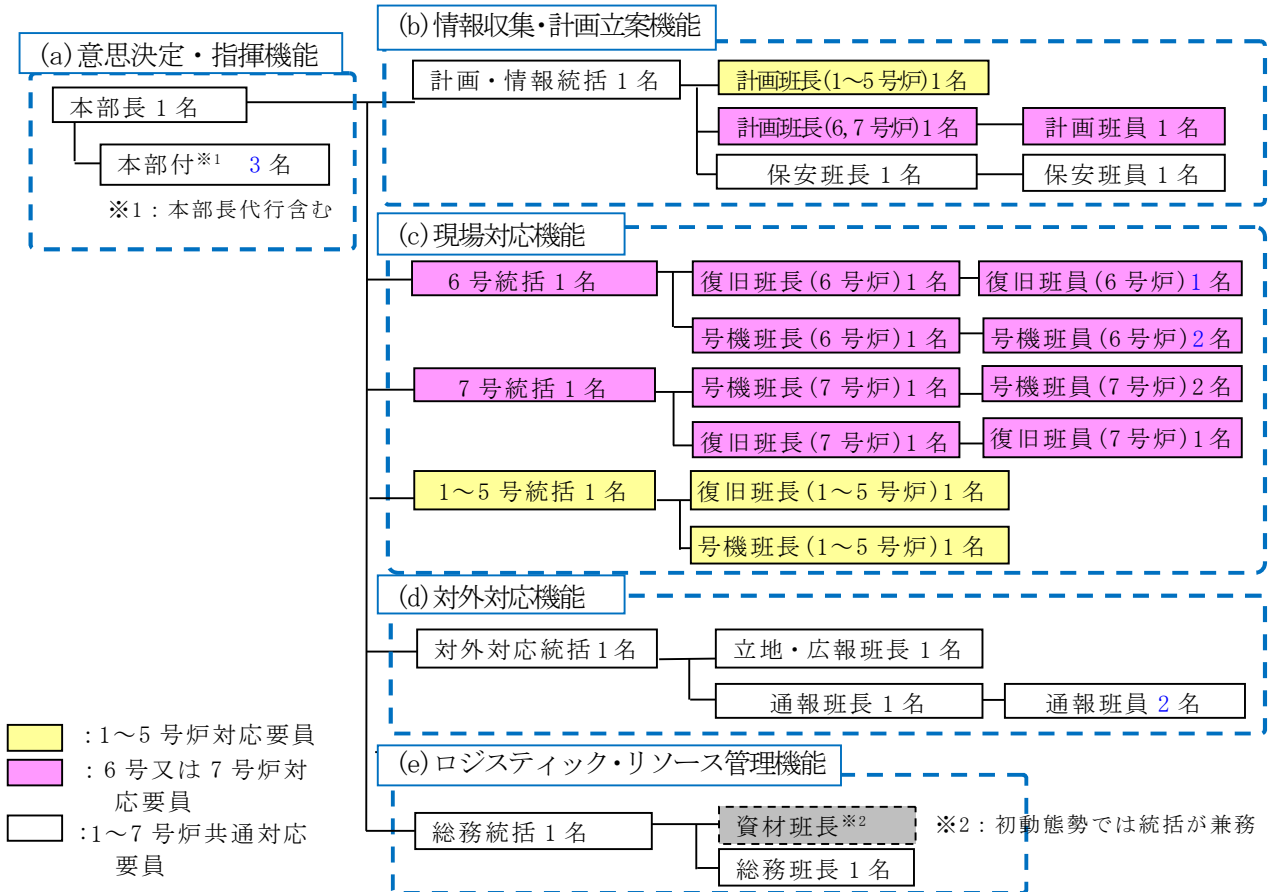 (a)意思決定・指揮機能
本部長 1 名
本部付※1 3 名
※1：本部長代行含む
(b)情報収集・計画立案機能
計画・情報統括 1 名
計画班長(1～5 号炉)1名
計画班長(6,7 号炉)1名
計画班員 1 名
保安班長 1 名
保安班員 1 名
(c)現場対応機能
6 号統括 1 名
復旧班長(6 号炉)1 名
復旧班員(6 号炉)1名
号機班長(6 号炉)1 名
号機班員(6 号炉)2名
7 号統括 1 名
号機班長(7 号炉)1 名
号機班員(7 号炉)2名
復旧班長(7 号炉)1 名
復旧班員(7 号炉)1名
1～5 号統括 1 名
復旧班長(1～5 号炉)1 名
号機班長(1～5 号炉)1 名
(d)対外対応機能
対外対応統括 1名
立地・広報班長 1 名
通報班長 1 名
通報班員 2 名
(e)ロジスティック・リソース管理機能
総務統括 1 名
資材班長※2
※2：初動態勢では統括が兼務
総務班長 1 名
：1～5 号炉対応要員
：6 号又は 7 号炉対
応要員
：1～7 号炉共通対応
要員